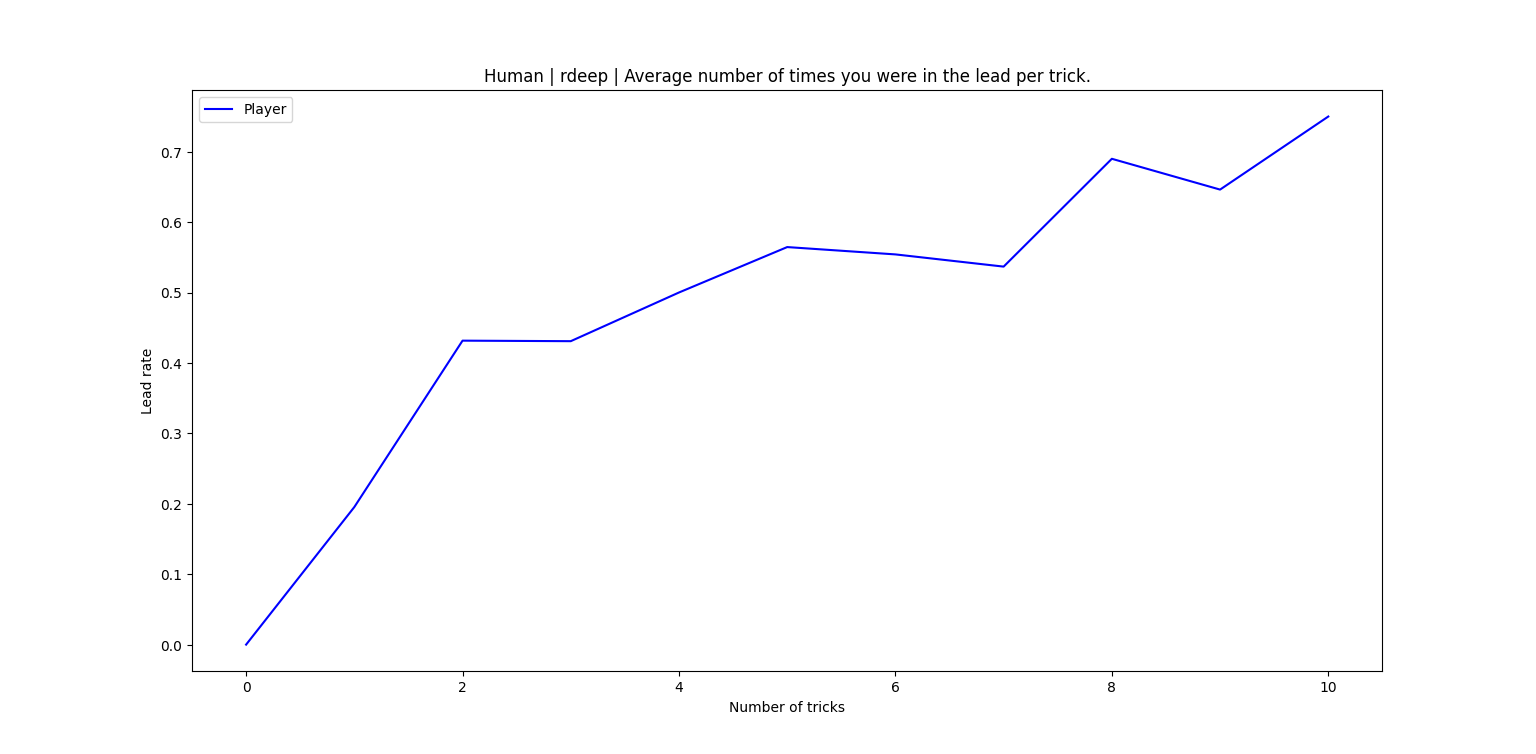 Human | rdeep | Average number of times you were in the lead per trick.
Player
0.7
0.6
0.5
0.4
0.3
0.2
0.1
0.0
Lead rate
0 2 4 6 8 10
Number of tricks